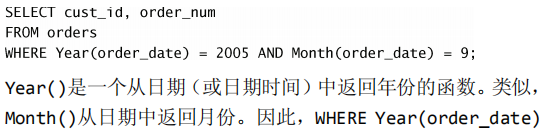 SELECT cust_id, order_num
FROM orders
WHERE Year(order_date) = 2005 AND Month(order_date) = 9;
Year()是一个从日期（或日期时间）中返回年份的函数。类似，
Month()从日期中返回月份。因此，WHERE Year(order_date)